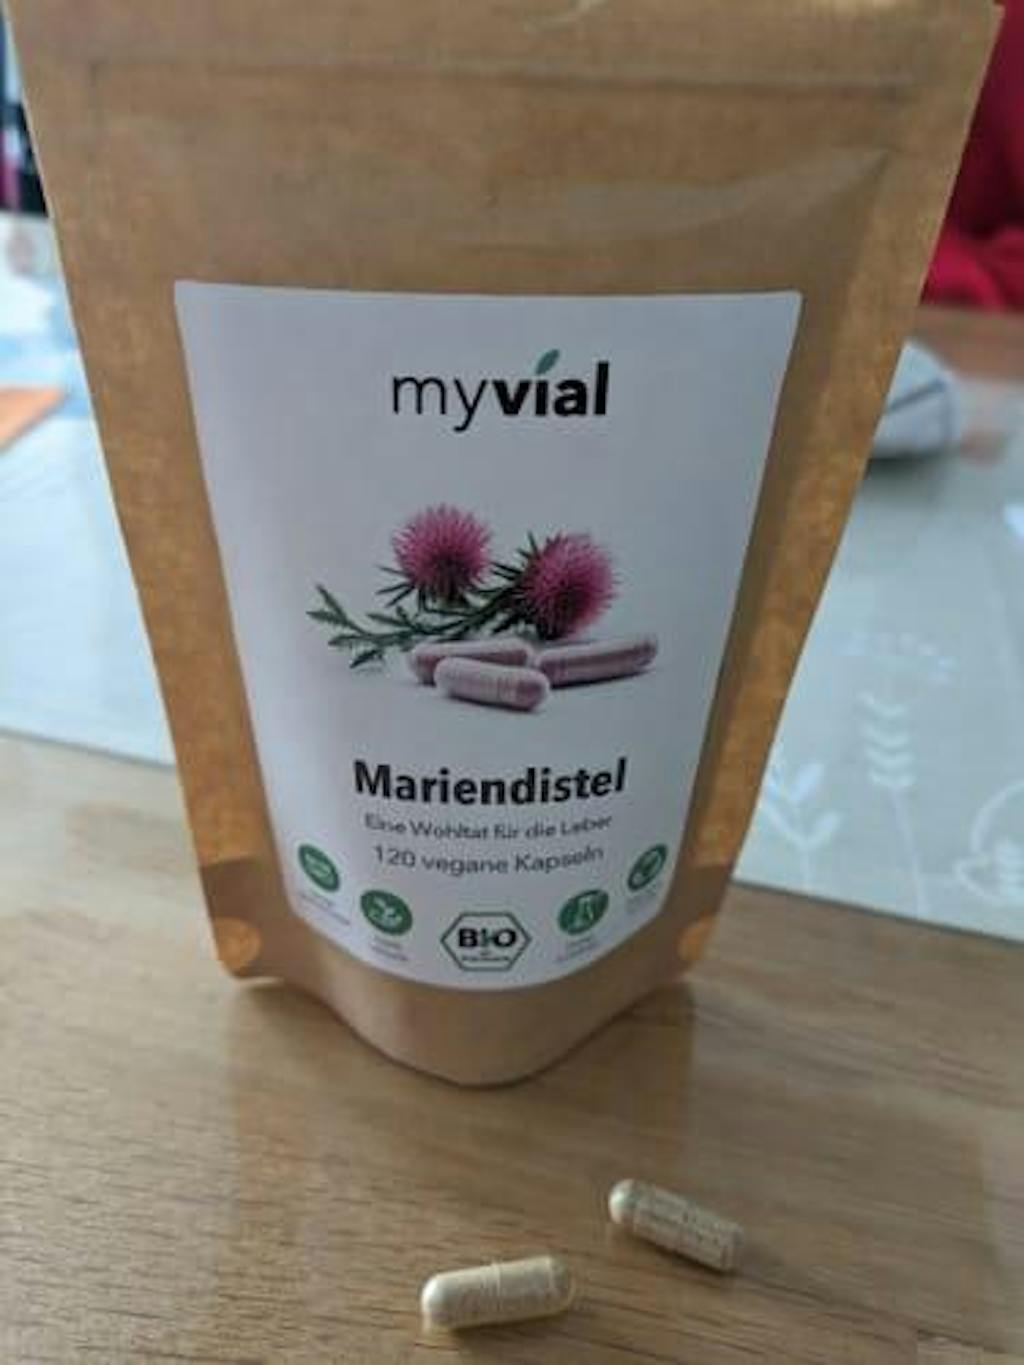 myvial
Mariendistel
Eine Wohltat für die Leber
120 vegane Kapseln
BIO